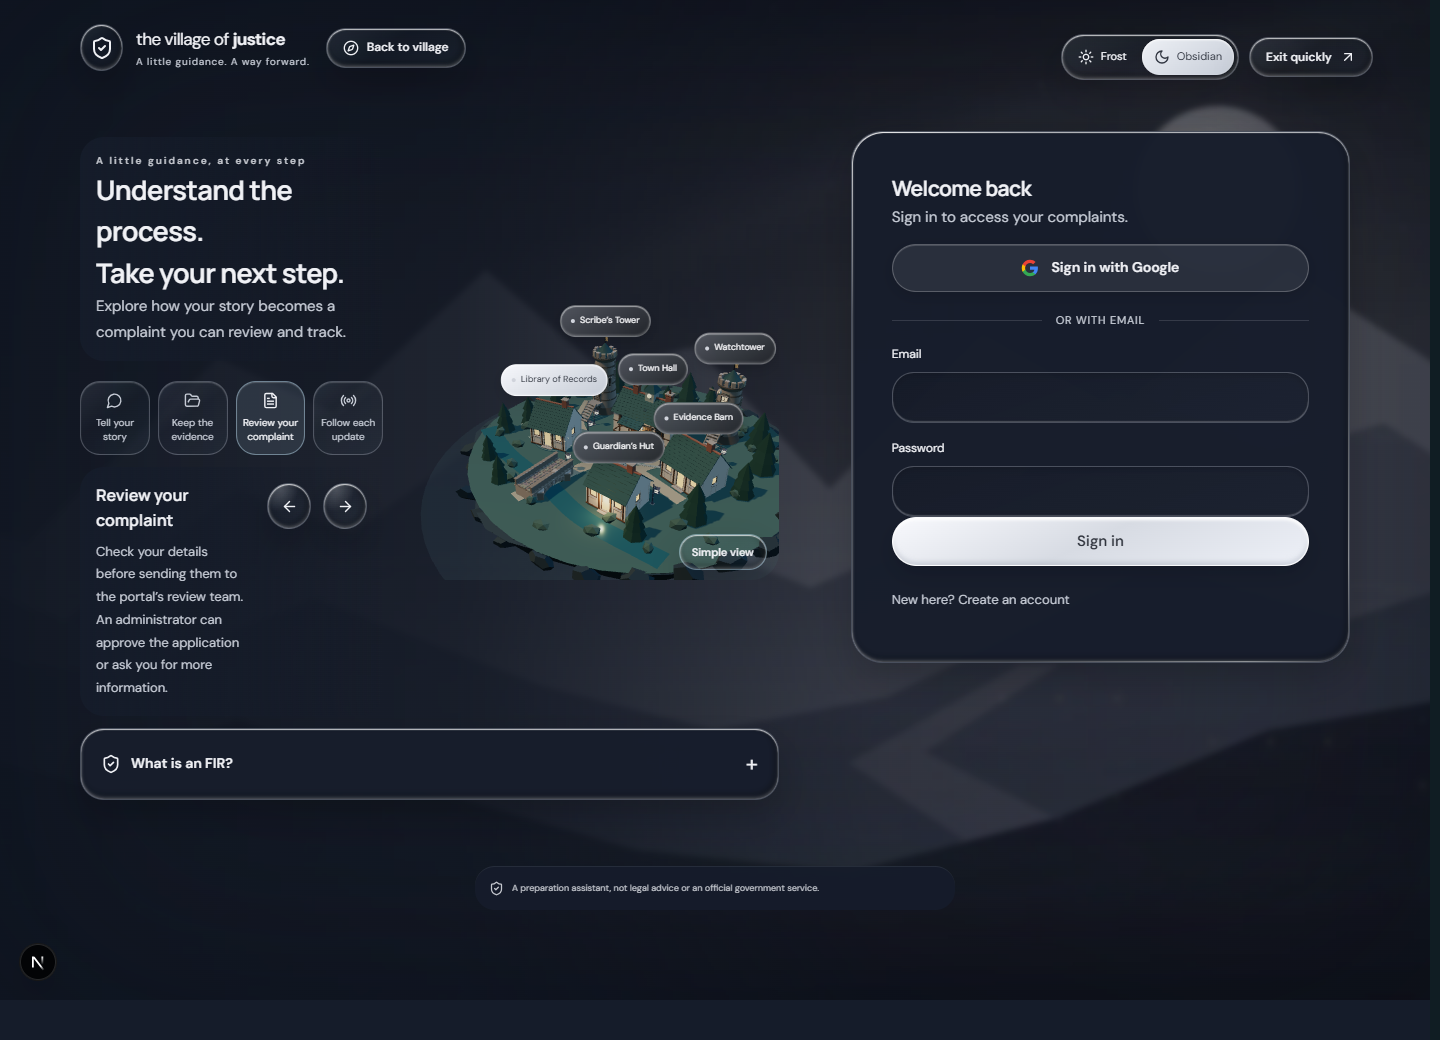 the village of justice
A little guidance. A way forward.
Back to village
Frost
Obsidian
Exit quickly
A little guidance, at every step
Understand the
process.
Take your next step.
Explore how your story becomes a
complaint you can review and track.
Tell your
story
Keep the
evidence
Review your
complaint
Follow each
update
Review your
complaint
Check your details
before sending them to
the portal's review team.
An administrator can
approve the application
or ask you for more
information.
Scribe's Tower
Watchtower
Town Hall
Library of Records
Evidence Barn
Guardian's Hut
Simple view
What is an FIR?
Welcome back
Sign in to access your complaints.
Sign in with Google
OR WITH EMAIL
Email
Password
Sign in
New here? Create an account
A preparation assistant, not legal advice or an official government service.
N